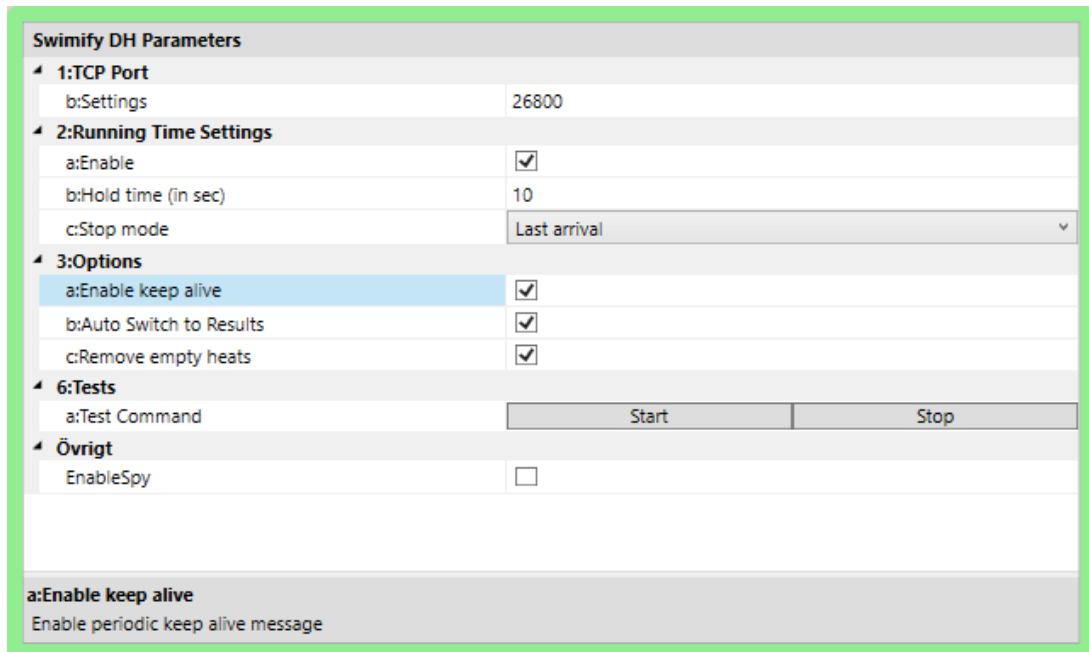 Swimify DH Parameters
1:TCP Port
b:Settings 26800
2:Running Time Settings
a:Enable
b:Hold time (in sec) 10
c:Stop mode Last arrival
3:Options
a:Enable keep alive
b:Auto Switch to Results
c:Remove empty heats
6:Tests
a:Test Command Start Stop
Övrigt
EnableSpy
a:Enable keep alive
Enable periodic keep alive message